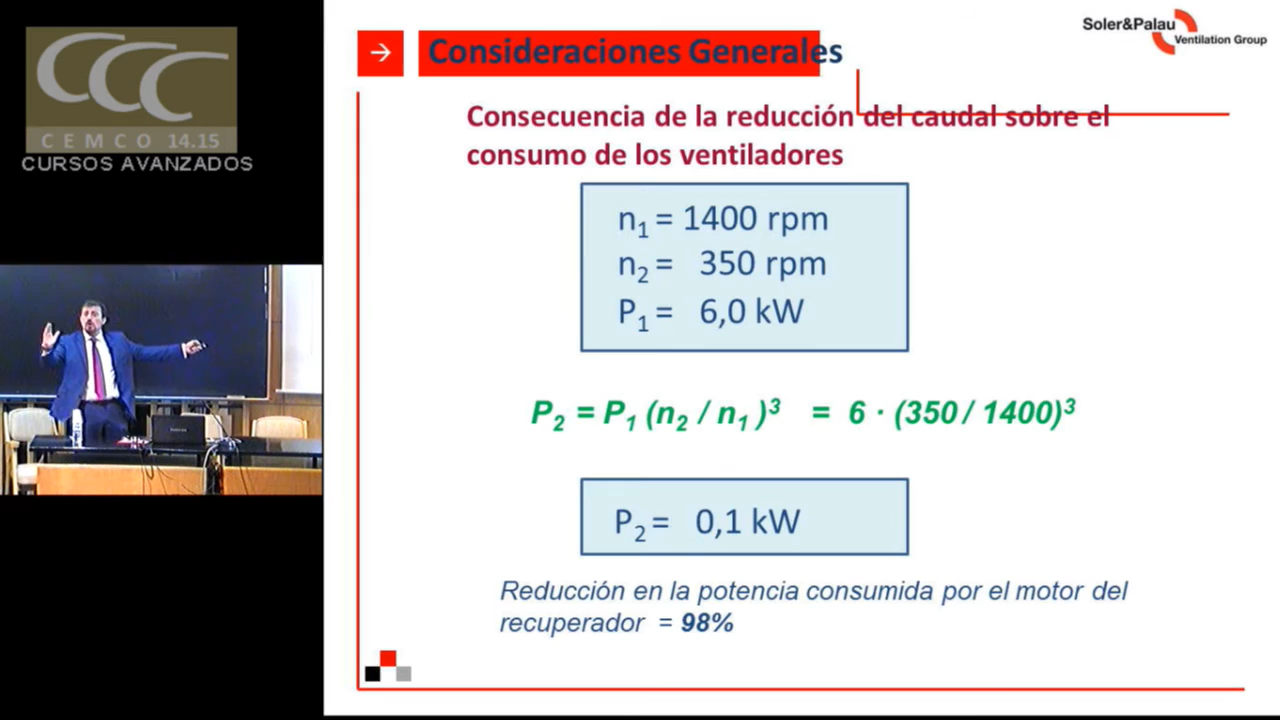 CCC
CEMCO 14.15
CURSOS AVANZADOS
Soler&Palau
Ventilation Group
→ Consideraciones Generales
Consecuencia de la reducción del caudal sobre el
consumo de los ventiladores
n₁ = 1400 rpm
n₂ = 350 rpm
P₁ = 6,0 kW
P₂ = P₁ (n₂ / n₁ )³ = 6 · (350 / 1400)³
P₂ = 0,1 kW
Reducción en la potencia consumida por el motor del
recuperador = 98%